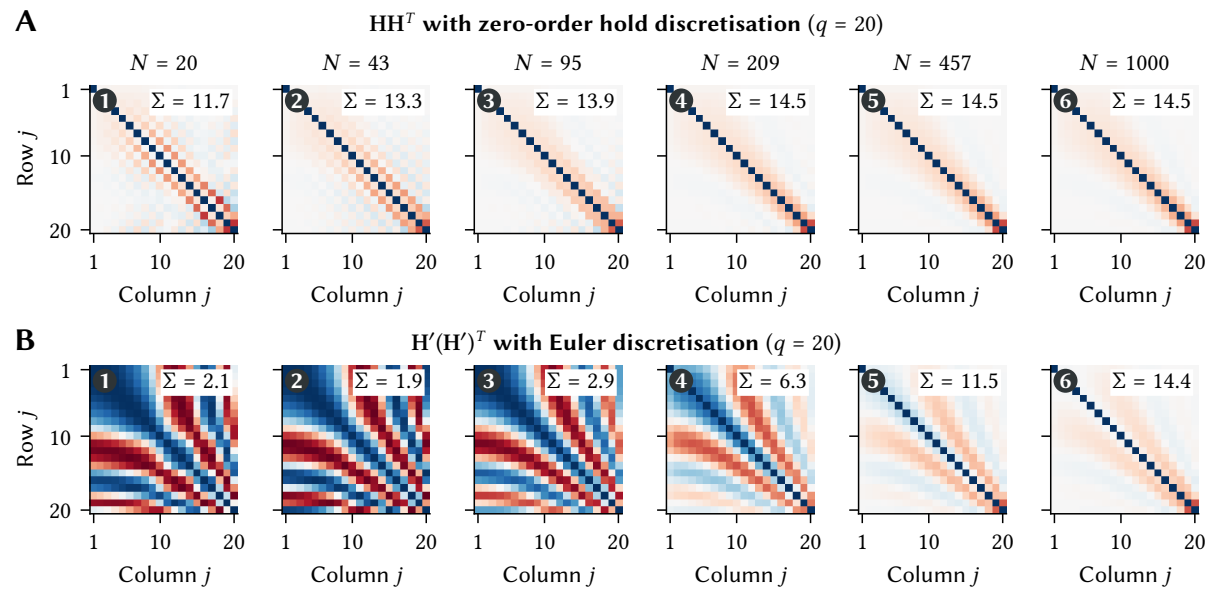 A
HHᵀ with zero-order hold discretisation (q = 20)
N = 20 N = 43 N = 95 N = 209 N = 457 N = 1000
1 1 Σ = 11.7 2 Σ = 13.3 3 Σ = 13.9 4 Σ = 14.5 5 Σ = 14.5 6 Σ = 14.5
Row j
10
20
1 10 20 1 10 20 1 10 20 1 10 20 1 10 20 1 10 20
Column j Column j Column j Column j Column j Column j
B
H′(H′)ᵀ with Euler discretisation (q = 20)
1 1 Σ = 2.1 2 Σ = 1.9 3 Σ = 2.9 4 Σ = 6.3 5 Σ = 11.5 6 Σ = 14.4
Row j
10
20
1 10 20 1 10 20 1 10 20 1 10 20 1 10 20 1 10 20
Column j Column j Column j Column j Column j Column j